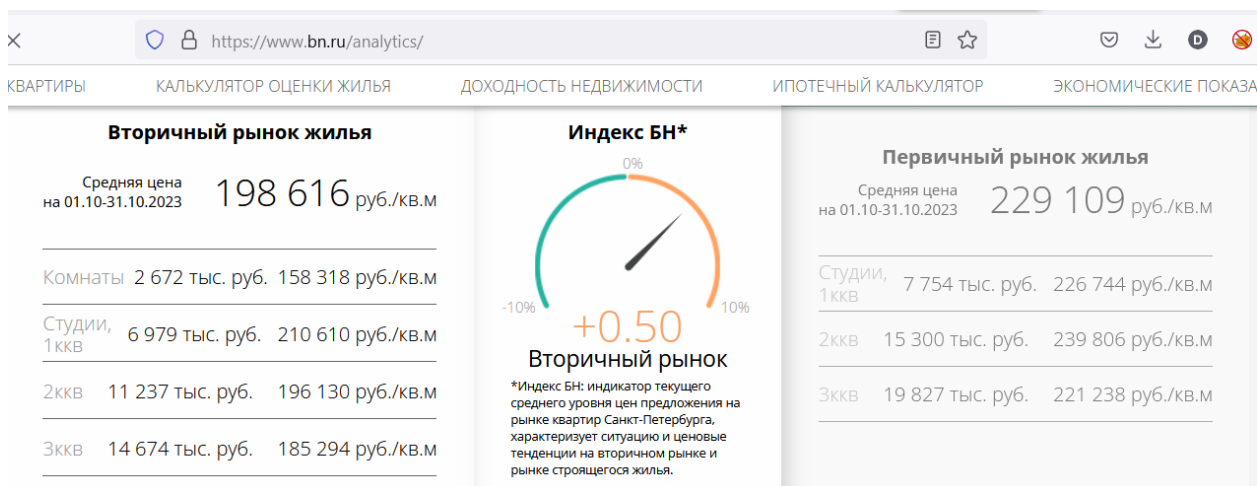 https://www.bn.ru/analytics/
КВАРТИРЫ КАЛЬКУЛЯТОР ОЦЕНКИ ЖИЛЬЯ ДОХОДНОСТЬ НЕДВИЖИМОСТИ ИПОТЕЧНЫЙ КАЛЬКУЛЯТОР ЭКОНОМИЧЕСКИЕ ПОКАЗА
Вторичный рынок жилья
Средняя цена
на 01.10-31.10.2023
198 616 руб./кв.м
Комнаты 2 672 тыс. руб. 158 318 руб./кв.м
Студии,
1ккв
6 979 тыс. руб. 210 610 руб./кв.м
2ккв 11 237 тыс. руб. 196 130 руб./кв.м
3ккв 14 674 тыс. руб. 185 294 руб./кв.м
Индекс БН*
0%
-10%
10%
+0.50
Вторичный рынок
*Индекс БН: индикатор текущего
среднего уровня цен предложения на
рынке квартир Санкт-Петербурга,
характеризует ситуацию и ценовые
тенденции на вторичном рынке и
рынке строящегося жилья.
Первичный рынок жилья
Средняя цена
на 01.10-31.10.2023
229 109 руб./кв.м
Студии,
1ккв
7 754 тыс. руб. 226 744 руб./кв.м
2ккв 15 300 тыс. руб. 239 806 руб./кв.м
3ккв 19 827 тыс. руб. 221 238 руб./кв.м